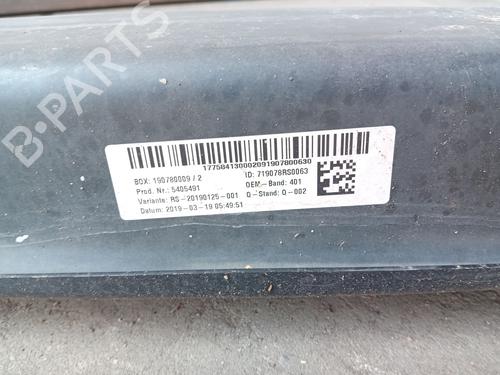 B-PARTS
177584130002091907800630
BOX: 190780009 / 2
ID: 719078RS0063
Prod. Nr.: 5405491
OEM-Band: 401
Variante: RS-20190125-001
Q-Stand: Q-002
Datum: 2019-03-19 05:49:51